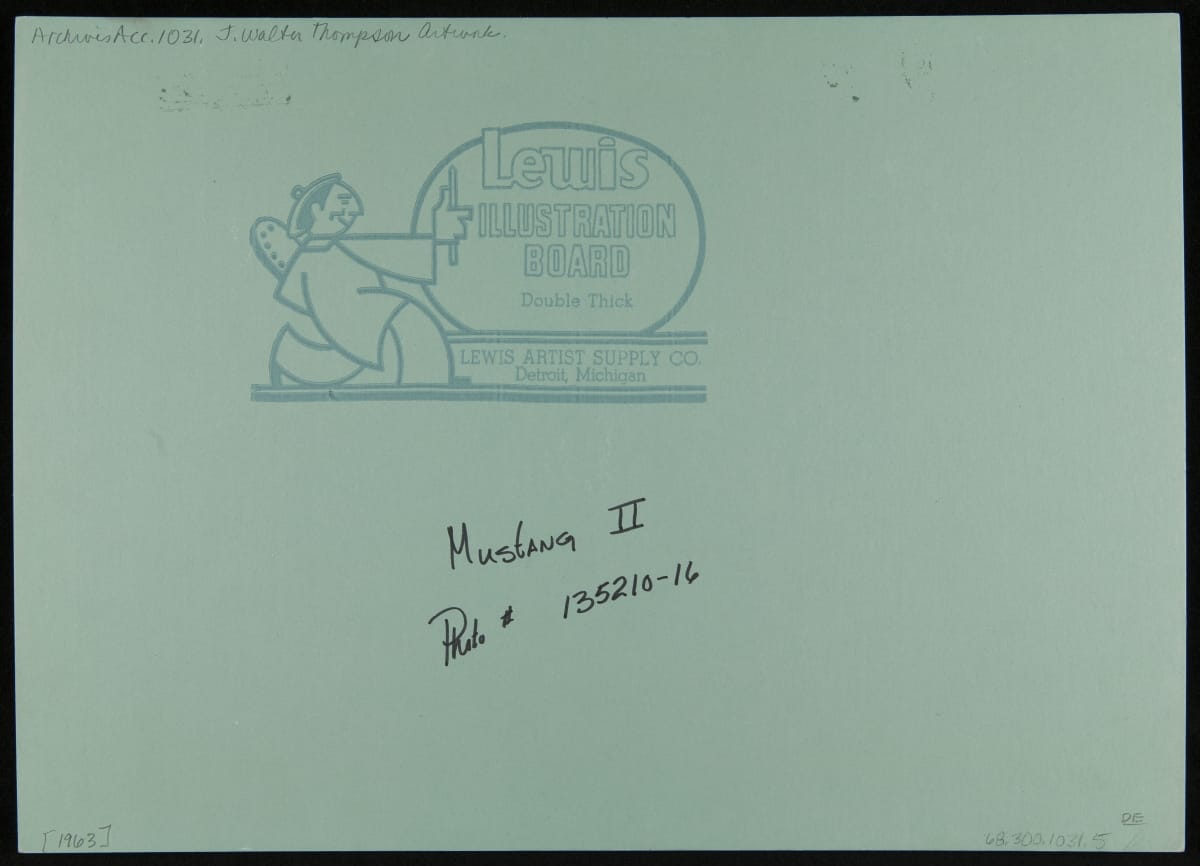 Archives Acc. 1031. J. Walter Thompson Artwork.
Lewis
ILLUSTRATION
BOARD
Double Thick
LEWIS ARTIST SUPPLY CO.
Detroit, Michigan
Mustang II
Photo # 135210-16
DE
[1963]
68.300.1031.5